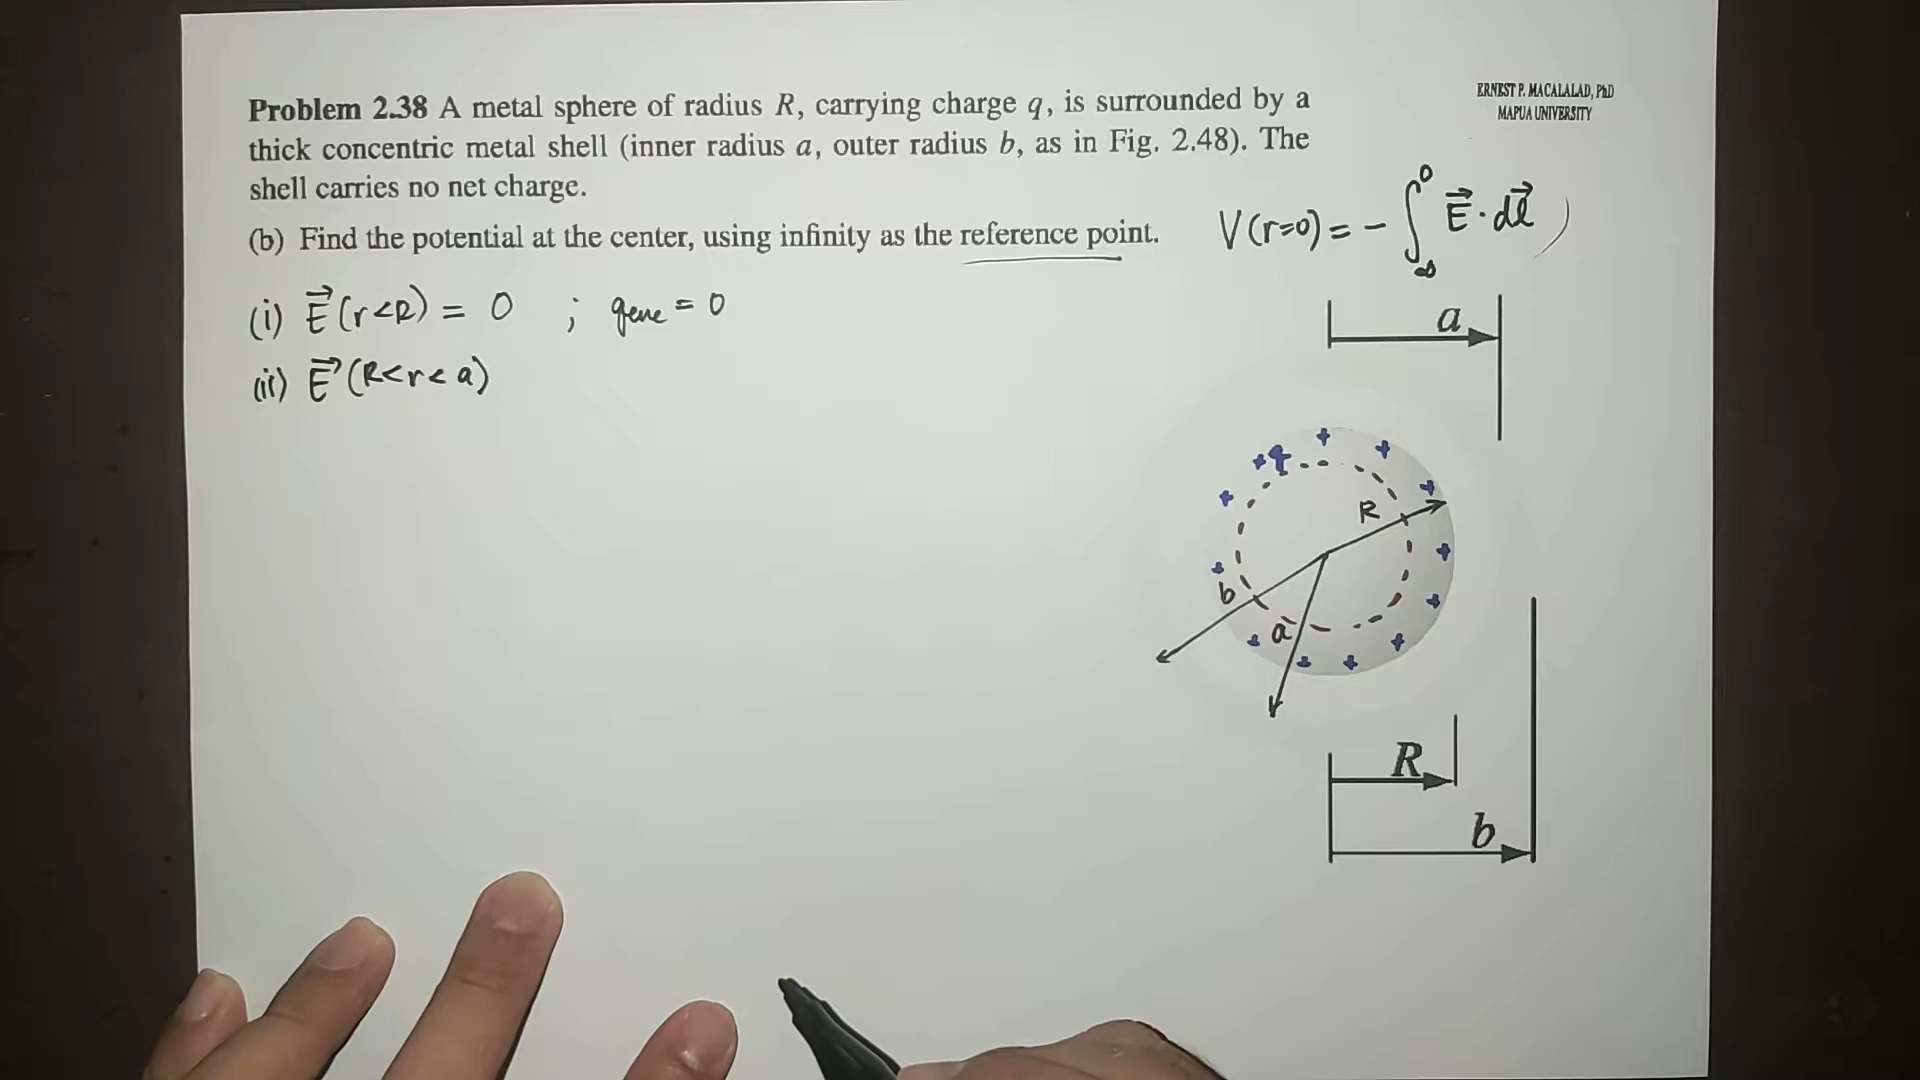 Problem 2.38 A metal sphere of radius R, carrying charge q, is surrounded by a
thick concentric metal shell (inner radius a, outer radius b, as in Fig. 2.48). The
shell carries no net charge.
ERNEST P. MACALALAD, PhD
MAPUA UNIVERSITY
(b) Find the potential at the center, using infinity as the reference point.
V(r=0) = - ∫_∞^0 E⃗ · dℓ⃗
(i) E⃗(r<R) = 0 ; qenc = 0
(ii) E⃗(R<r<a)
a
+q + +
+ +
R
+ +
b
+ a + +
+ +
R
b